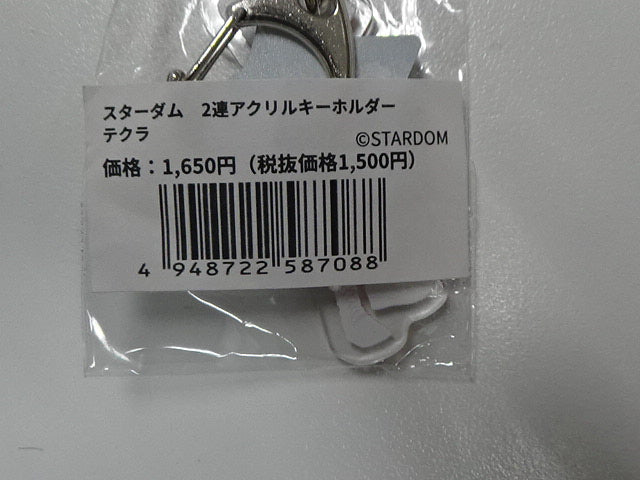 スターダム　2連アクリルキーホルダー
テクラ
©STARDOM
価格：1,650円（税抜価格1,500円）
4 948722 587088